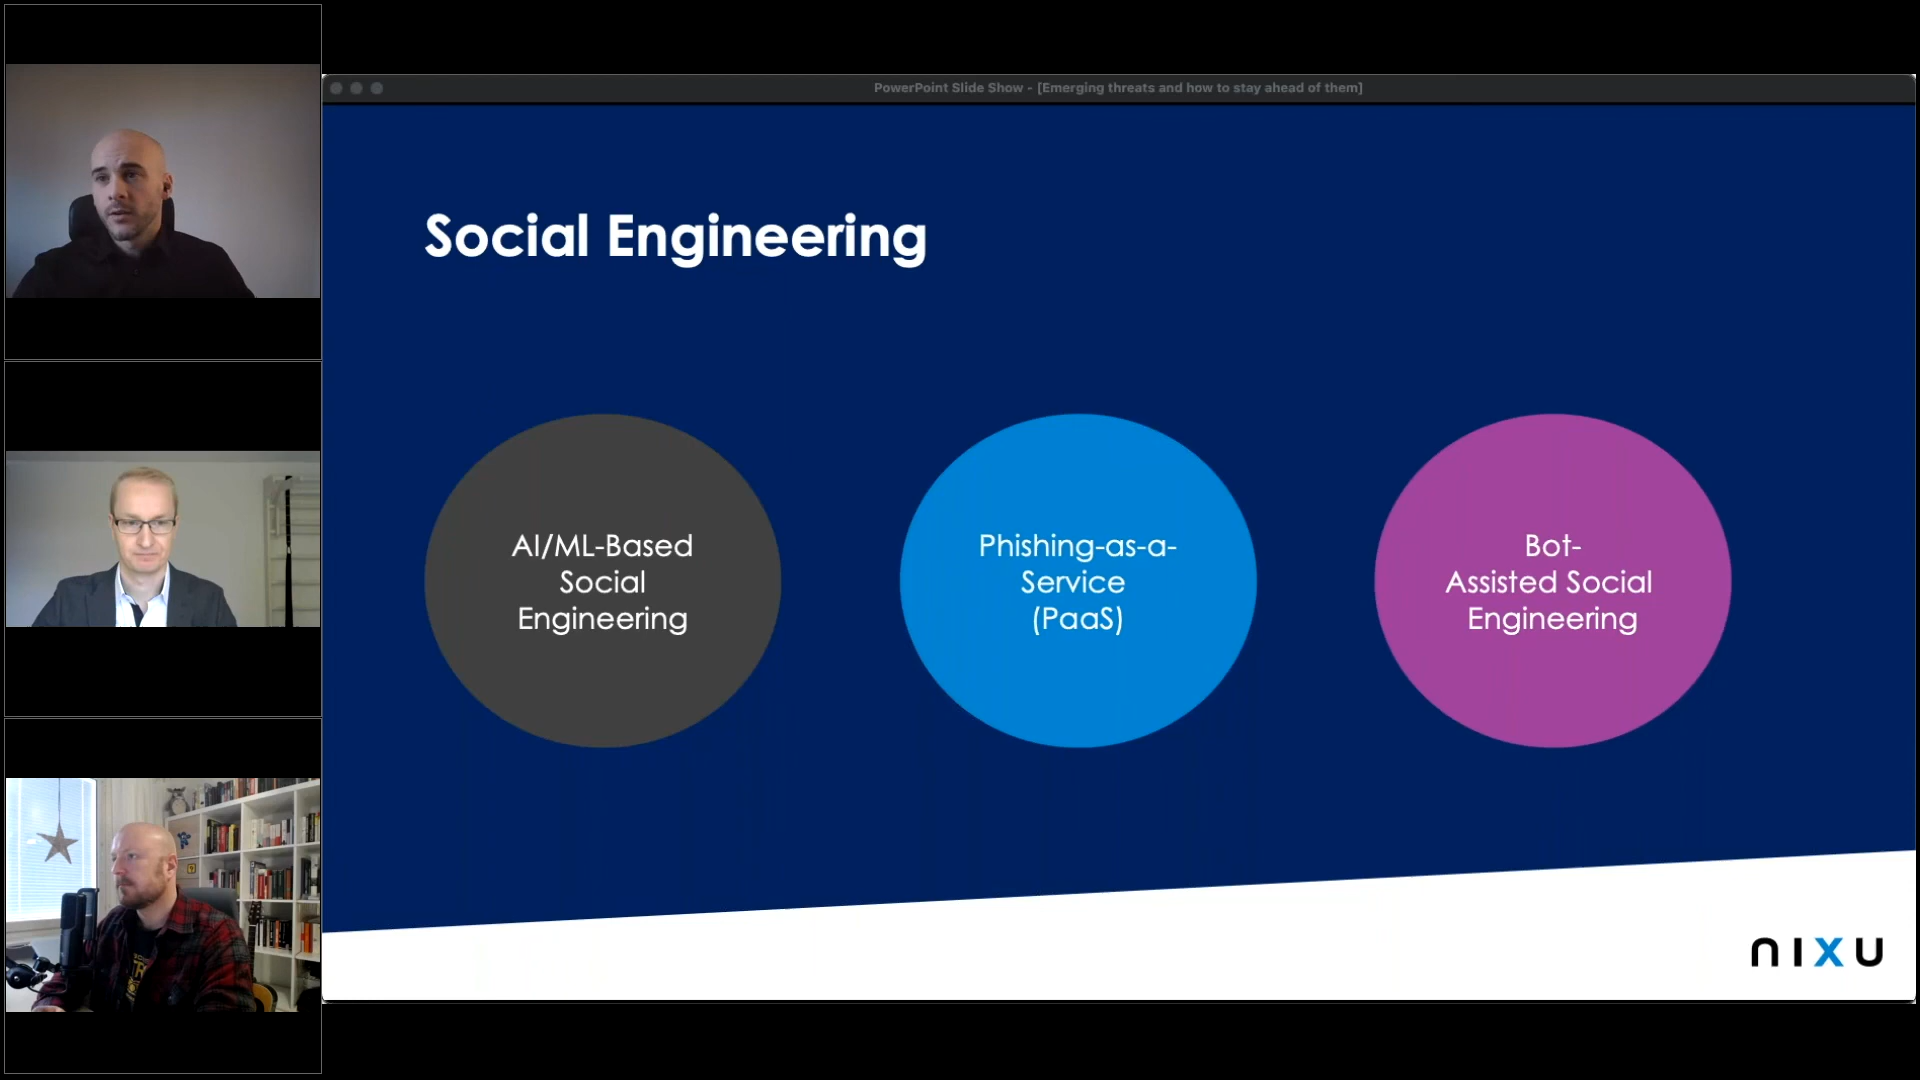 PowerPoint Slide Show - [Emerging threats and how to stay ahead of them]
Social Engineering
AI/ML-Based
Social
Engineering
Phishing-as-a-
Service
(PaaS)
Bot-
Assisted Social
Engineering
nixu